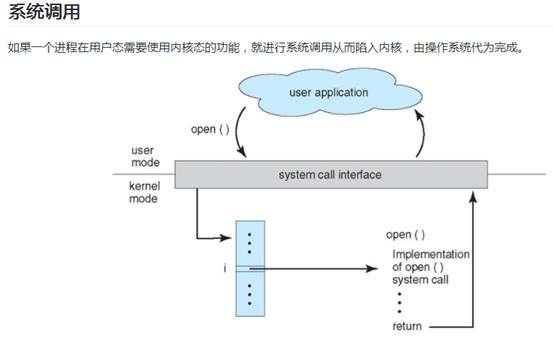 系统调用
如果一个进程在用户态需要使用内核态的功能，就进行系统调用从而陷入内核，由操作系统代为完成。
user application
open ( )
user
mode
system call interface
kernel
mode
open ( )
i
Implementation
of open ( )
system call
return